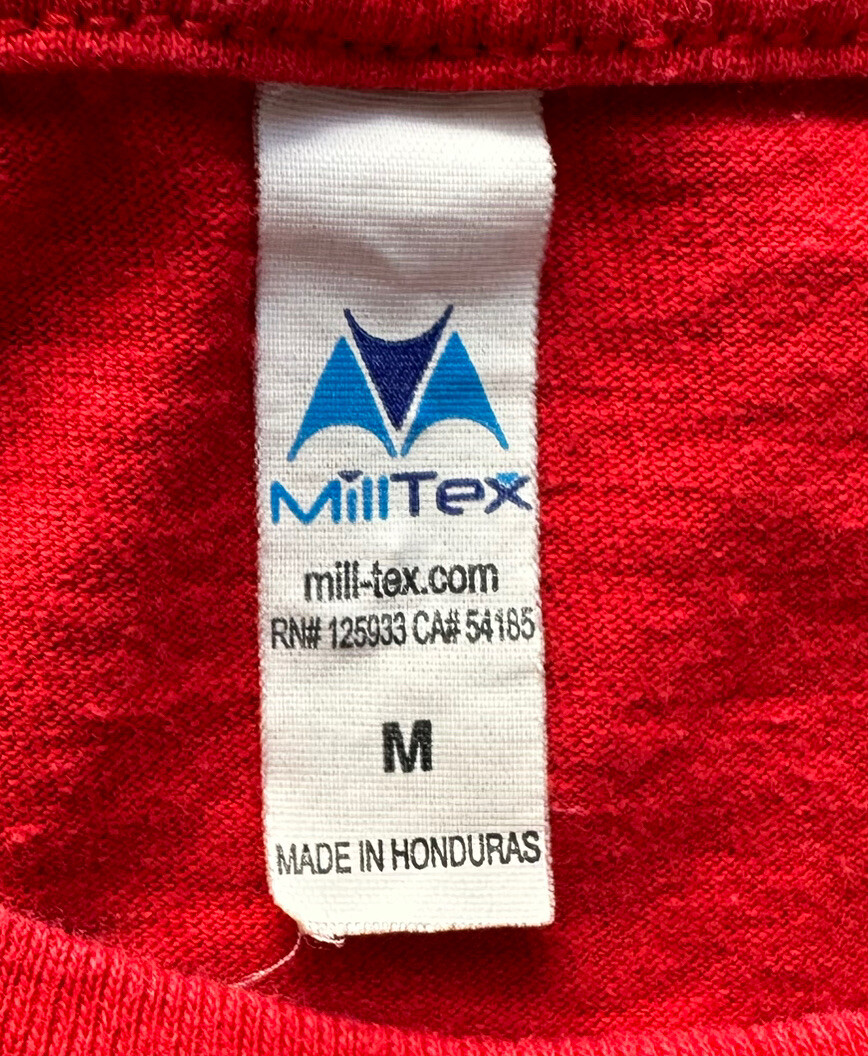 MillTex
mill-tex.com
RN# 125933 CA# 54185
M
MADE IN HONDURAS